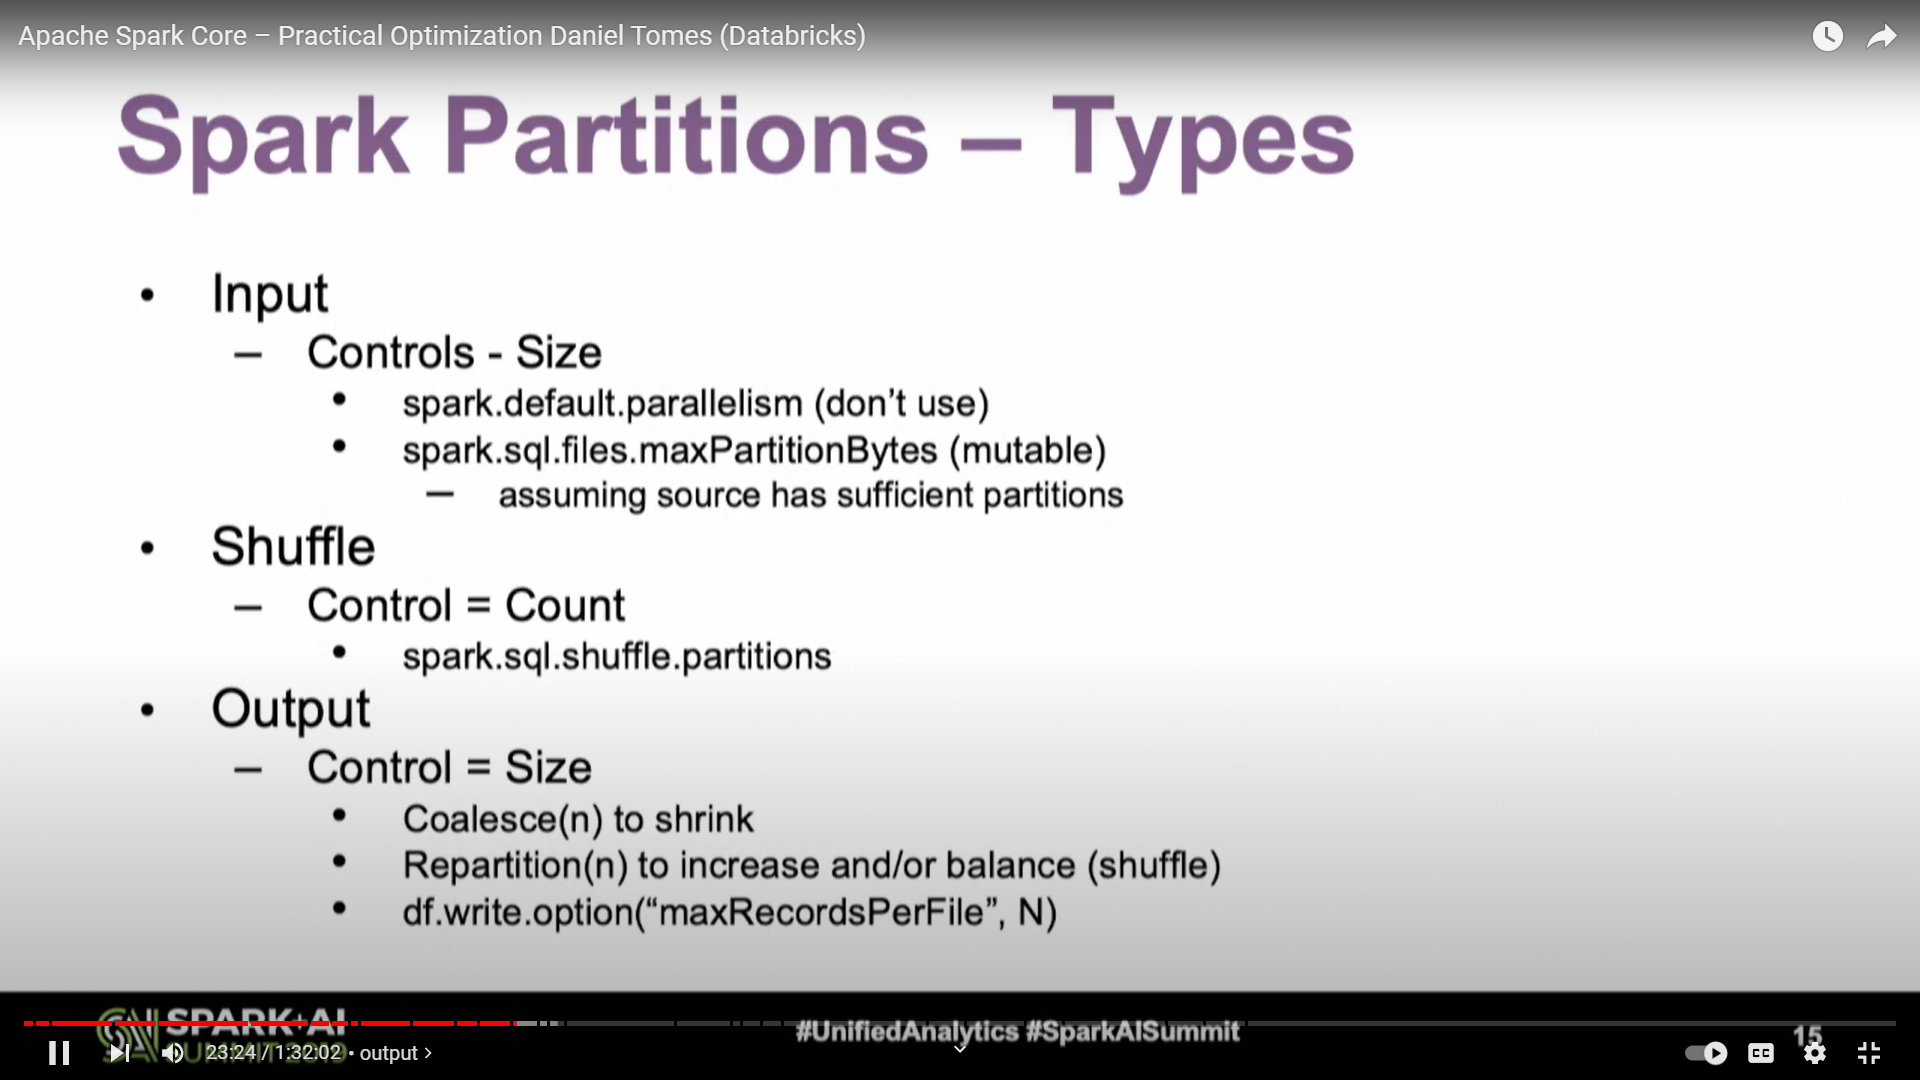 Apache Spark Core – Practical Optimization Daniel Tomes (Databricks)
Spark Partitions – Types
• Input
– Controls - Size
• spark.default.parallelism (don’t use)
• spark.sql.files.maxPartitionBytes (mutable)
– assuming source has sufficient partitions
• Shuffle
– Control = Count
• spark.sql.shuffle.partitions
• Output
– Control = Size
• Coalesce(n) to shrink
• Repartition(n) to increase and/or balance (shuffle)
• df.write.option(“maxRecordsPerFile”, N)
SPARK+AI
SUMMIT 2019
#UnifiedAnalytics #SparkAISummit
15
23:24 / 1:32:02 • output
CC